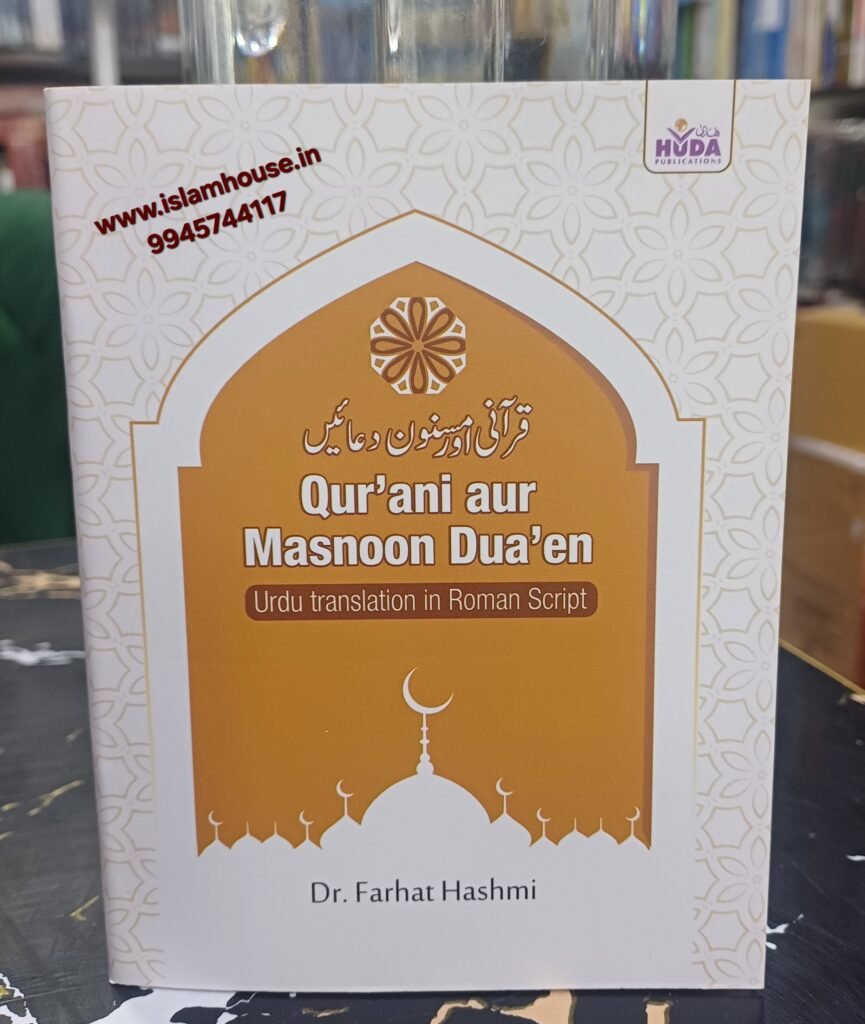 www.islamhouse.in
9945744117
ھدی
HUDA
PUBLICATIONS
قرآنی اور مسنون دعائیں
Qur'ani aur
Masnoon Dua'en
Urdu translation in Roman Script
Dr. Farhat Hashmi